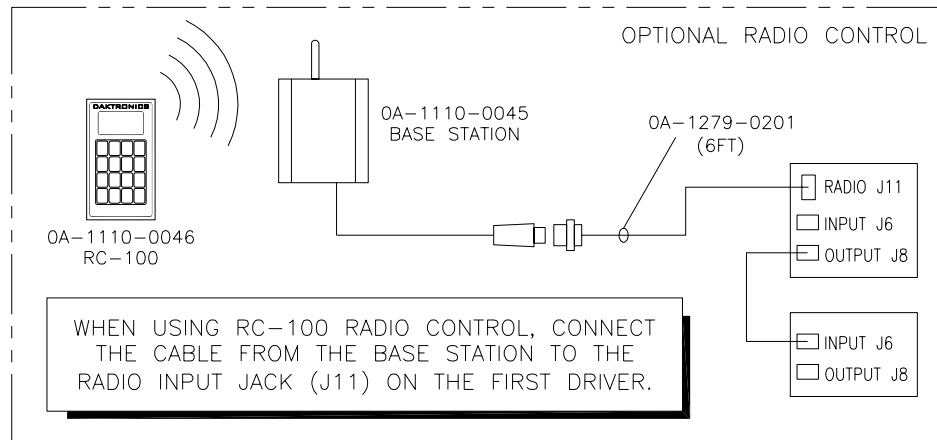 OPTIONAL RADIO CONTROL
DAKTRONICS
0A-1110-0046
RC-100
0A-1110-0045
BASE STATION
0A-1279-0201
(6FT)
RADIO J11
INPUT J6
OUTPUT J8
INPUT J6
OUTPUT J8
WHEN USING RC-100 RADIO CONTROL, CONNECT
THE CABLE FROM THE BASE STATION TO THE
RADIO INPUT JACK (J11) ON THE FIRST DRIVER.